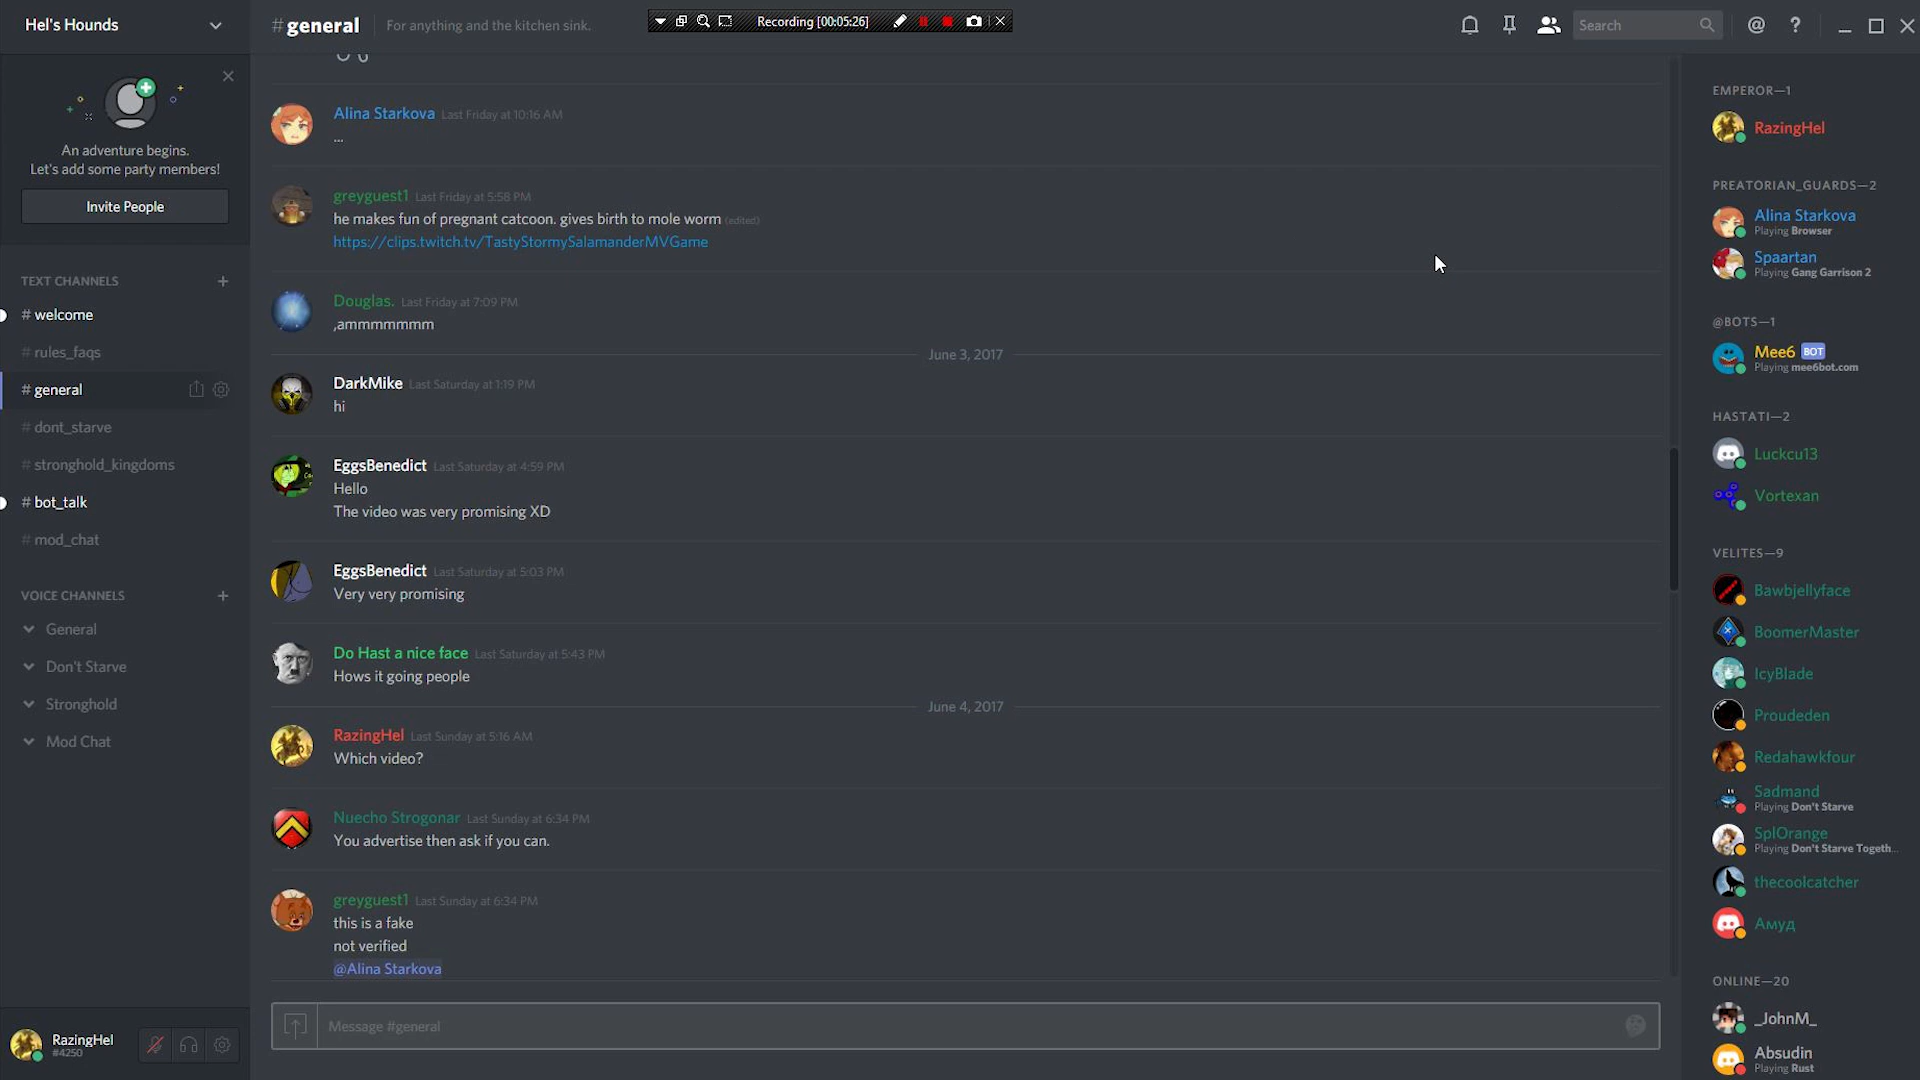 Hel's Hounds
#general
For anything and the kitchen sink.
Recording [00:05:26]
Search
An adventure begins.
Let's add some party members!
Invite People
TEXT CHANNELS
# welcome
# rules_faqs
# general
# dont_starve
# stronghold_kingdoms
# bot_talk
# mod_chat
VOICE CHANNELS
General
Don't Starve
Stronghold
Mod Chat
RazingHel
#4250
Alina Starkova Last Friday at 10:16 AM
...
greyguest1 Last Friday at 5:58 PM
he makes fun of pregnant catcoon. gives birth to mole worm (edited)
https://clips.twitch.tv/TastyStormySalamanderMVGame
Douglas. Last Friday at 7:09 PM
,ammmmmmm
June 3, 2017
DarkMike Last Saturday at 1:19 PM
hi
EggsBenedict Last Saturday at 4:59 PM
Hello
The video was very promising XD
EggsBenedict Last Saturday at 5:03 PM
Very very promising
Do Hast a nice face Last Saturday at 5:43 PM
Hows it going people
June 4, 2017
RazingHel Last Sunday at 5:16 AM
Which video?
Nuecho Strogonar Last Sunday at 6:34 PM
You advertise then ask if you can.
greyguest1 Last Sunday at 6:34 PM
this is a fake
not verified
@Alina Starkova
Message #general
EMPEROR—1
RazingHel
PREATORIAN_GUARDS—2
Alina Starkova
Playing Browser
Spaartan
Playing Gang Garrison 2
@BOTS—1
Mee6 BOT
Playing mee6bot.com
HASTATI—2
Luckcu13
Vortexan
VELITES—9
Bawbjellyface
BoomerMaster
IcyBlade
Proudeden
Redahawkfour
Sadmand
Playing Don't Starve
SplOrange
Playing Don't Starve Togeth...
thecoolcatcher
Амуд
ONLINE—20
_JohnM_
Absudin
Playing Rust